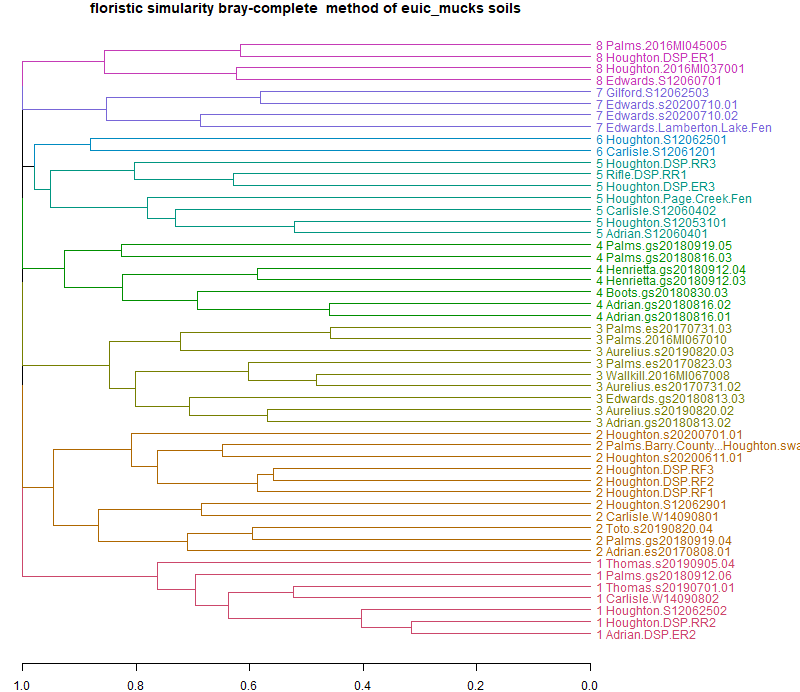 floristic simularity bray-complete  method of euic_mucks soils
8 Palms.2016MI045005
8 Houghton.DSP.ER1
8 Houghton.2016MI037001
8 Edwards.S12060701
7 Gilford.S12062503
7 Edwards.s20200710.01
7 Edwards.s20200710.02
7 Edwards.Lamberton.Lake.Fen
6 Houghton.S12062501
6 Carlisle.S12061201
5 Houghton.DSP.RR3
5 Rifle.DSP.RR1
5 Houghton.DSP.ER3
5 Houghton.Page.Creek.Fen
5 Carlisle.S12060402
5 Houghton.S12053101
5 Adrian.S12060401
4 Palms.gs20180919.05
4 Palms.gs20180816.03
4 Henrietta.gs20180912.04
4 Henrietta.gs20180912.03
4 Boots.gs20180830.03
4 Adrian.gs20180816.02
4 Adrian.gs20180816.01
3 Palms.es20170731.03
3 Palms.2016MI067010
3 Aurelius.s20190820.03
3 Palms.es20170823.03
3 Wallkill.2016MI067008
3 Aurelius.es20170731.02
3 Edwards.gs20180813.03
3 Aurelius.s20190820.02
3 Adrian.gs20180813.02
2 Houghton.s20200701.01
2 Palms.Barry.County...Houghton.swa
2 Houghton.s20200611.01
2 Houghton.DSP.RF3
2 Houghton.DSP.RF2
2 Houghton.DSP.RF1
2 Houghton.S12062901
2 Carlisle.W14090801
2 Toto.s20190820.04
2 Palms.gs20180919.04
2 Adrian.es20170808.01
1 Thomas.s20190905.04
1 Palms.gs20180912.06
1 Thomas.s20190701.01
1 Carlisle.W14090802
1 Houghton.S12062502
1 Houghton.DSP.RR2
1 Adrian.DSP.ER2
1.0 0.8 0.6 0.4 0.2 0.0